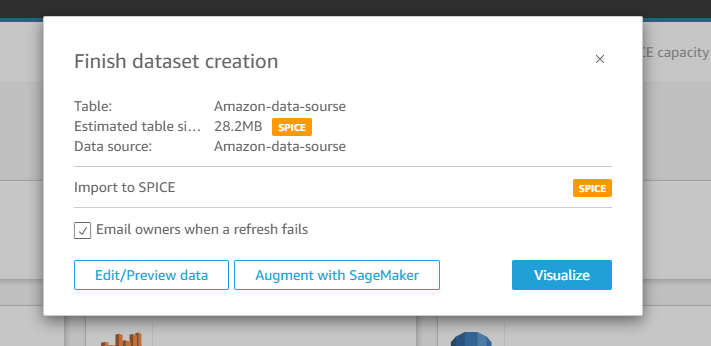 Finish dataset creation
CE capacity
Table: Amazon-data-sourse
Estimated table si... 28.2MB SPICE
Data source: Amazon-data-sourse
Import to SPICE SPICE
Email owners when a refresh fails
Edit/Preview data Augment with SageMaker Visualize